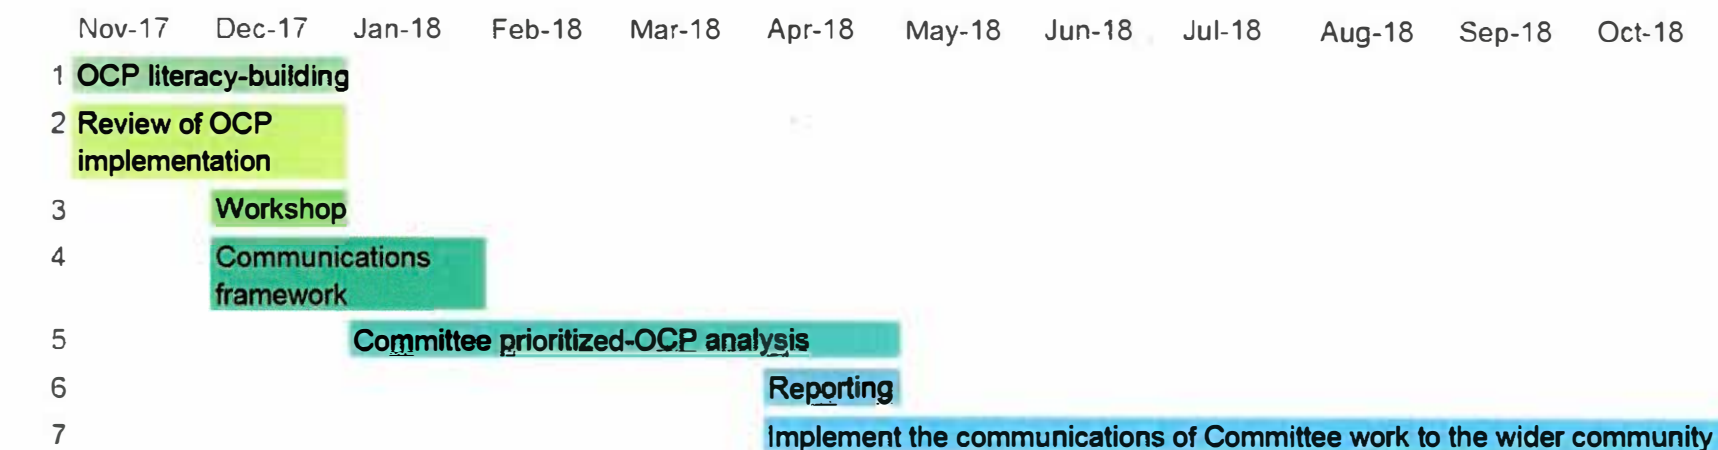 Nov-17 Dec-17 Jan-18 Feb-18 Mar-18 Apr-18 May-18 Jun-18 Jul-18 Aug-18 Sep-18 Oct-18
1 OCP literacy-building
2 Review of OCP
implementation
3 Workshop
4 Communications
framework
5 Committee prioritized-OCP analysis
6 Reporting
7 Implement the communications of Committee work to the wider community